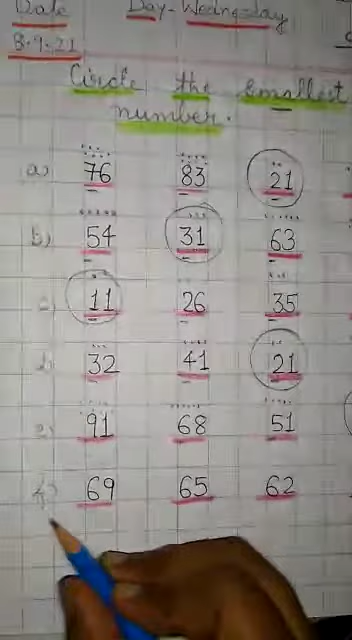 Date Day - Wednesday
8.9.21
Circle the smallest
number.
a) 76 83 21
b) 54 31 63
c) 11 26 35
d) 32 41 21
e) 91 68 51
f) 69 65 62